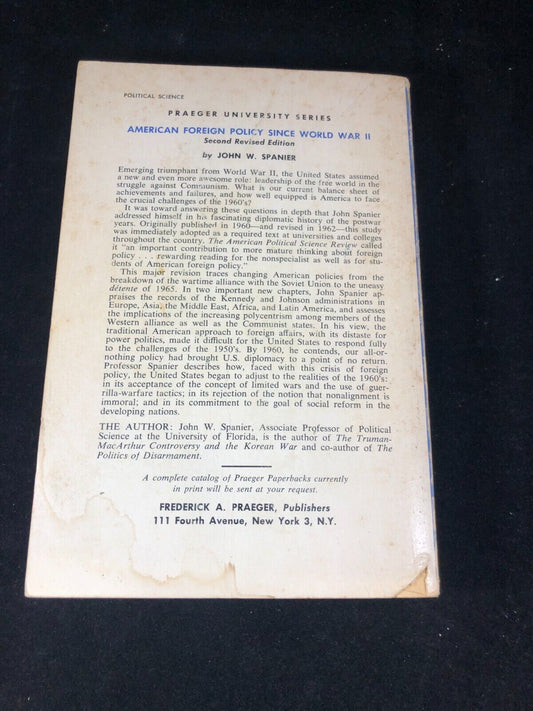 POLITICAL SCIENCE
PRAEGER UNIVERSITY SERIES
AMERICAN FOREIGN POLICY SINCE WORLD WAR II
Second Revised Edition
by JOHN W. SPANIER
Emerging triumphant from World War II, the United States assumed
a new and even more awesome role: leadership of the free world in the
struggle against Communism. What is our current balance sheet of
achievements and failures, and how well equipped is America to face
the crucial challenges of the 1960's?
It was toward answering these questions in depth that John Spanier
addressed himself in his fascinating diplomatic history of the postwar
years. Originally published in 1960—and revised in 1962—this study
was immediately adopted as a required text at universities and colleges
throughout the country. The American Political Science Review called
it "an important contribution to more mature thinking about foreign
policy . . . rewarding reading for the nonspecialist as well as for stu-
dents of American foreign policy."
This major revision traces changing American policies from the
breakdown of the wartime alliance with the Soviet Union to the uneasy
détente of 1965. In two important new chapters, John Spanier ap-
praises the records of the Kennedy and Johnson administrations in
Europe, Asia, the Middle East, Africa, and Latin America, and assesses
the implications of the increasing polycentrism among members of the
Western alliance as well as the Communist states. In his view, the
traditional American approach to foreign affairs, with its distaste for
power politics, made it difficult for the United States to respond fully
to the challenges of the 1950's. By 1960, he contends, our all-or-
nothing policy had brought U.S. diplomacy to a point of no return.
Professor Spanier describes how, faced with this crisis of foreign
policy, the United States began to adjust to the realities of the 1960's:
in its acceptance of the concept of limited wars and the use of guer-
rilla-warfare tactics; in its rejection of the notion that nonalignment is
immoral; and in its commitment to the goal of social reform in the
developing nations.
THE AUTHOR: John W. Spanier, Associate Professor of Political
Science at the University of Florida, is the author of The Truman-
MacArthur Controversy and the Korean War and co-author of The
Politics of Disarmament.
A complete catalog of Praeger Paperbacks currently
in print will be sent at your request.
FREDERICK A. PRAEGER, Publishers
111 Fourth Avenue, New York 3, N.Y.